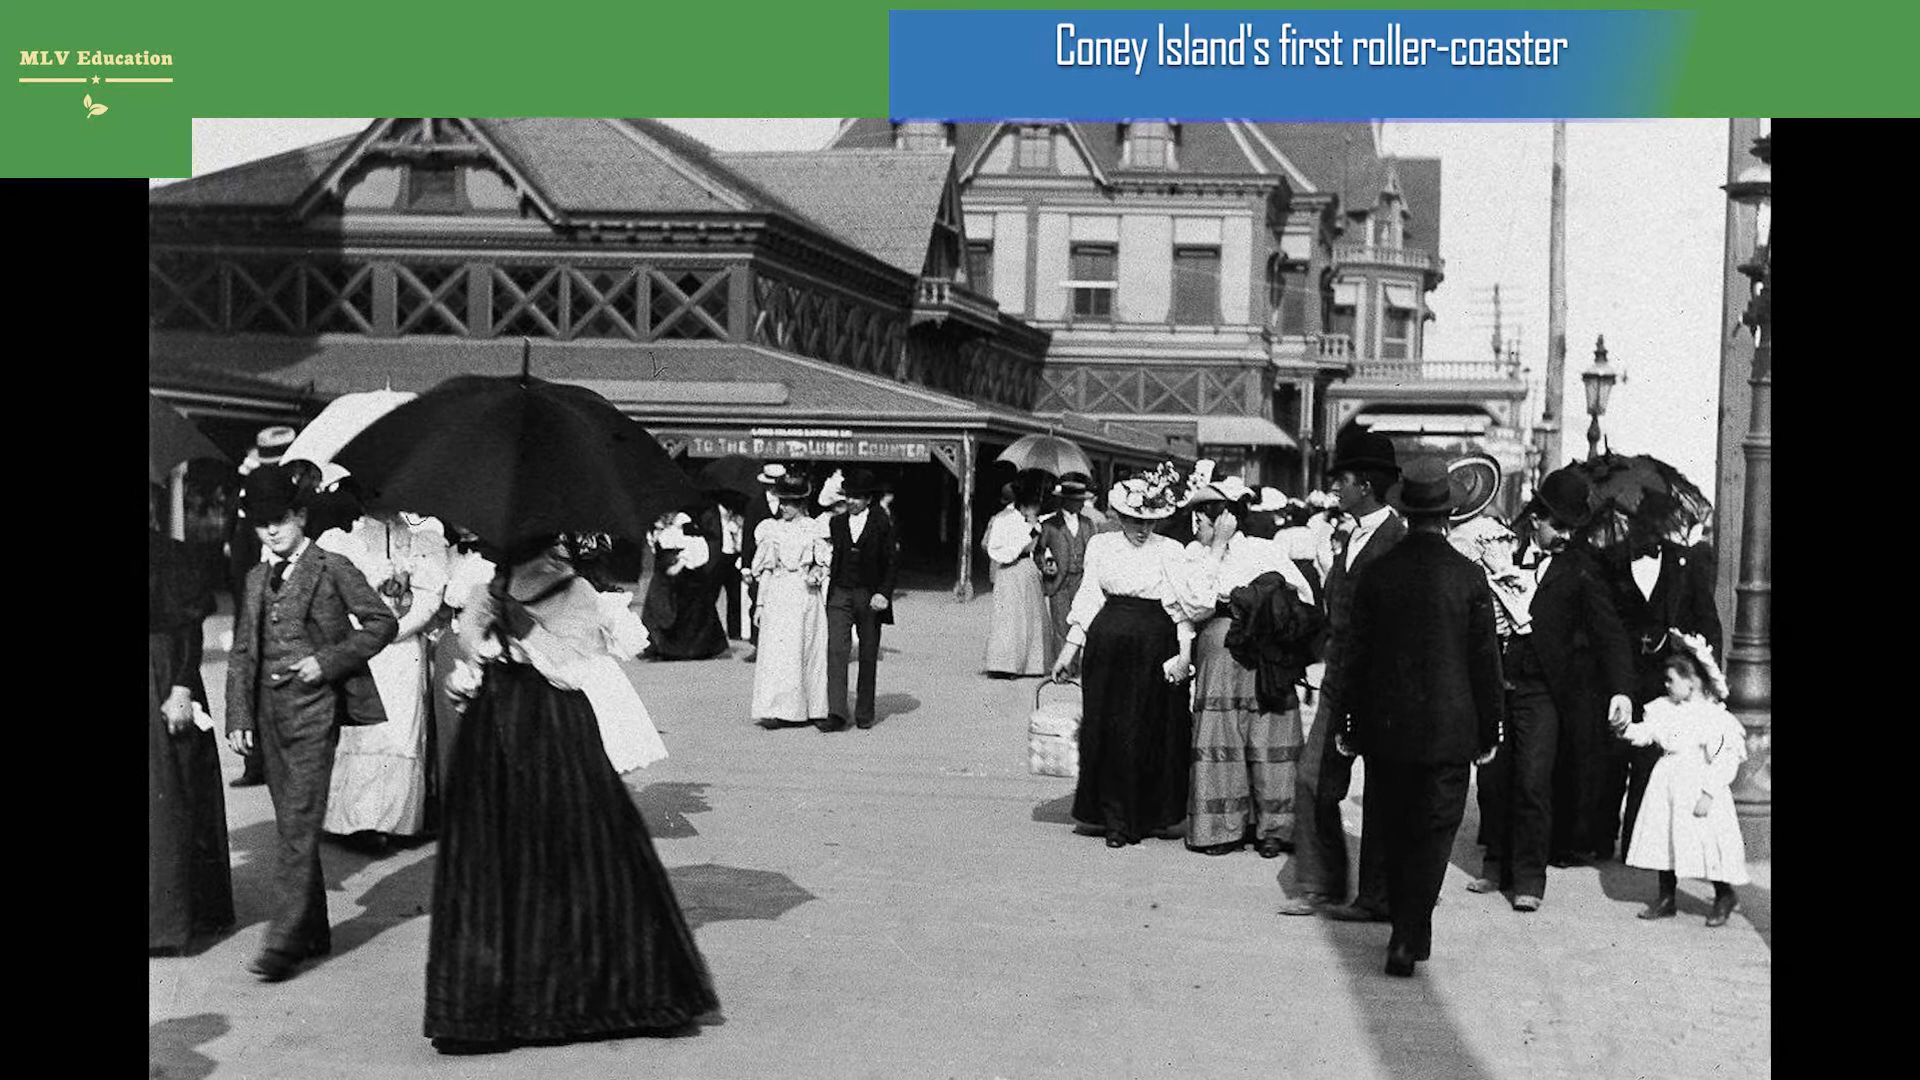 MLV Education
Coney Island's first roller-coaster
TO THE BAR LUNCH COUNTER